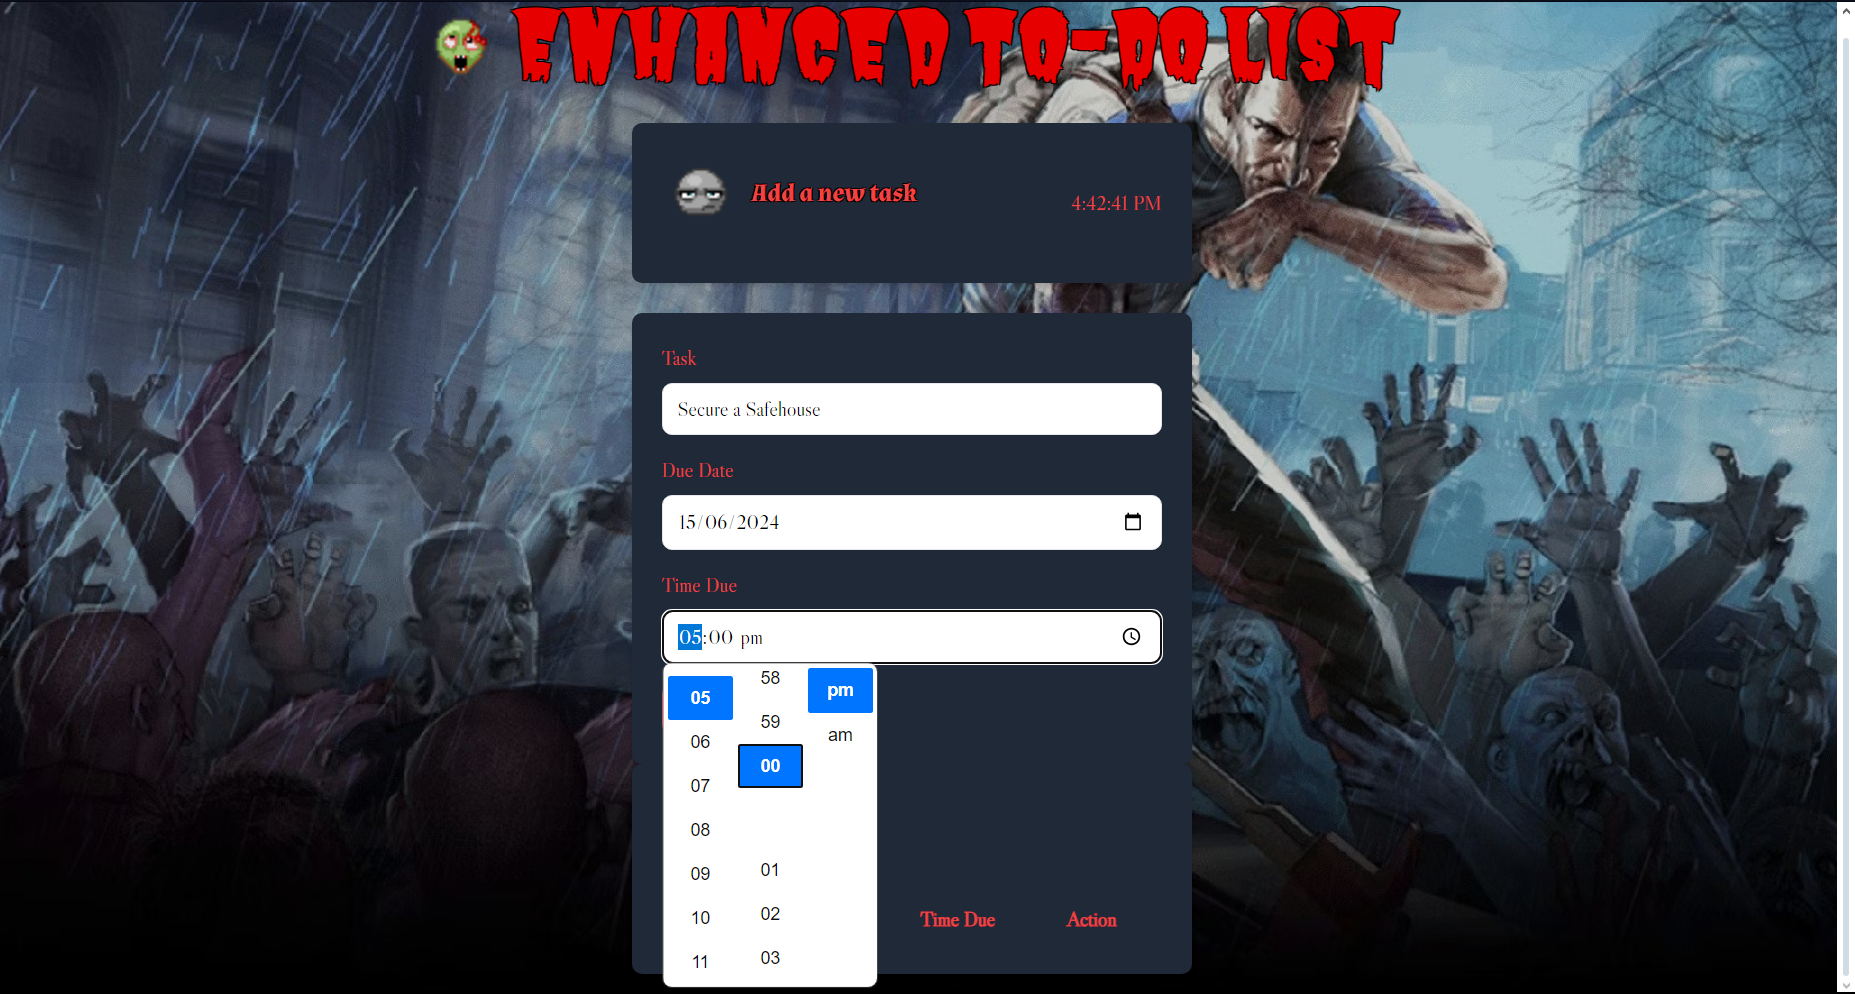 ENHANCED TO-DO LIST
Add a new task
4:42:41 PM
Task
Secure a Safehouse
Due Date
15/06/2024
Time Due
05:00 pm
05 58 pm
06 59 am
07 00
08
09 01
10 02
11 03
Time Due Action